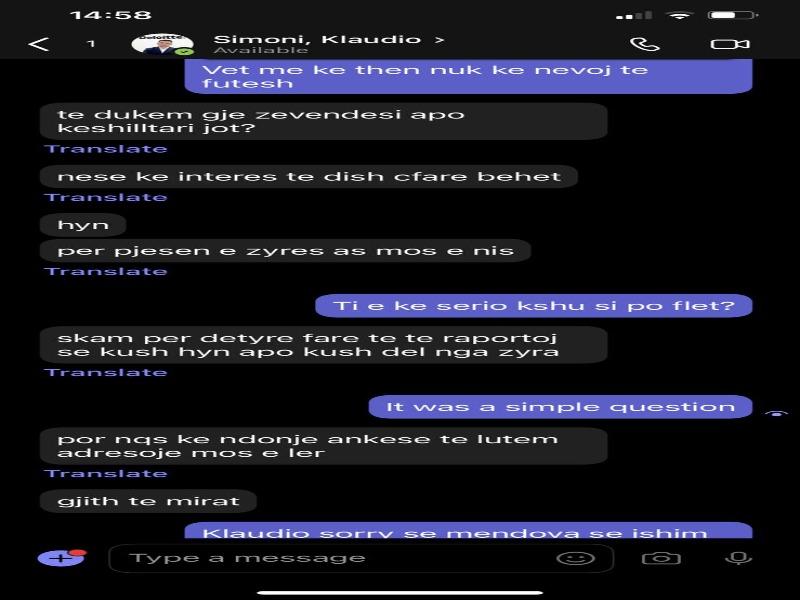 14:58
1
Deloitte.
Simoni, Klaudio >
Available
Vet me ke then nuk ke nevoj te
futesh
te dukem gje zevendesi apo
keshilltari jot?
Translate
nese ke interes te dish cfare behet
Translate
hyn
per pjesen e zyres as mos e nis
Translate
Ti e ke serio kshu si po flet?
skam per detyre fare te te raportoj
se kush hyn apo kush del nga zyra
Translate
It was a simple question
por nqs ke ndonje ankese te lutem
adresoje mos e ler
Translate
gjith te mirat
Klaudio sorry se mendova se ishim
Type a message